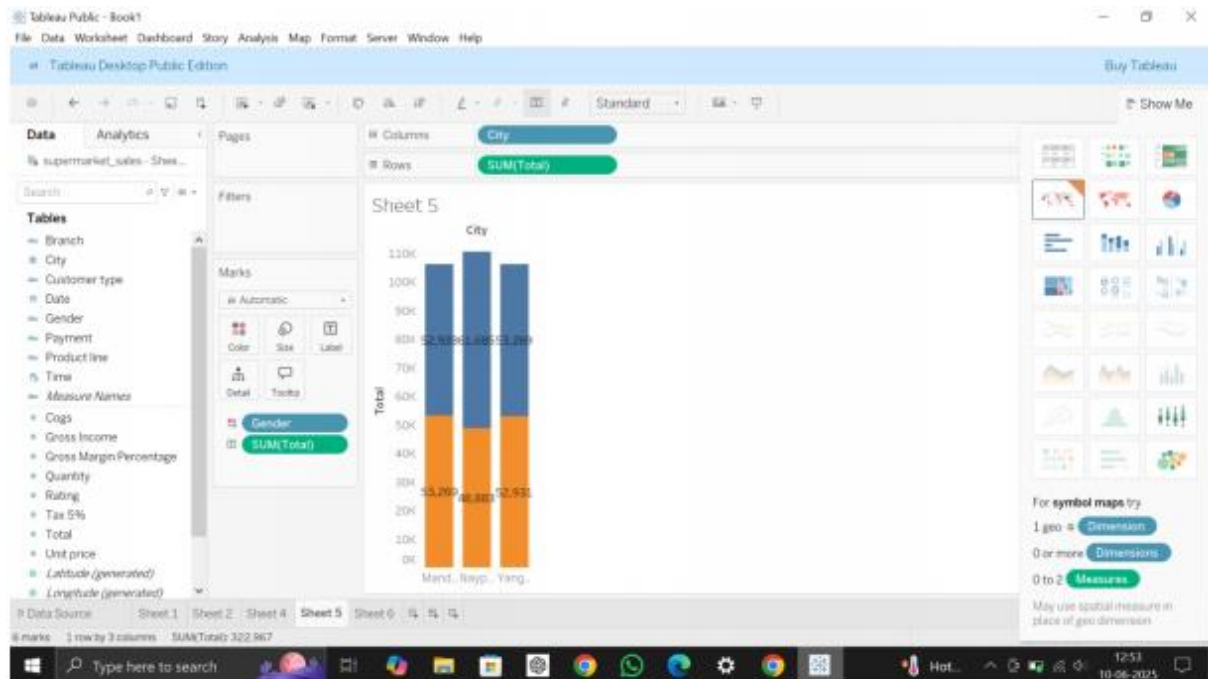 Tableau Public - Book1
File Data Worksheet Dashboard Story Analysis Map Format Server Window Help
Tableau Desktop Public Edition
Buy Tableau
Standard
Show Me
Data Analytics
supermarket_sales - Shee...
Search
Tables
Branch
City
Customer type
Date
Gender
Payment
Product line
Time
Measure Names
Cogs
Gross Income
Gross Margin Percentage
Quantity
Rating
Tax 5%
Total
Unit price
Latitude (generated)
Longitude (generated)
Pages
Filters
Marks
Automatic
Color Size Label
Detail Tooltip
Gender
SUM(Total)
Columns City
Rows SUM(Total)
Sheet 5
City
110K
100K
90K
80K
70K
60K
50K
40K
30K
20K
10K
0K
Total
53,269 52,931
Mand.. Nayp.. Yang..
For symbol maps try
1 geo Dimension
0 or more Dimensions
0 to 2 Measures
May use spatial measure in
place of geo dimension
Data Source Sheet 1 Sheet 2 Sheet 4 Sheet 5 Sheet 6
6 marks 1 row by 3 columns SUM(Total): 322,967
Type here to search
Hot...
12:53
10-06-2025